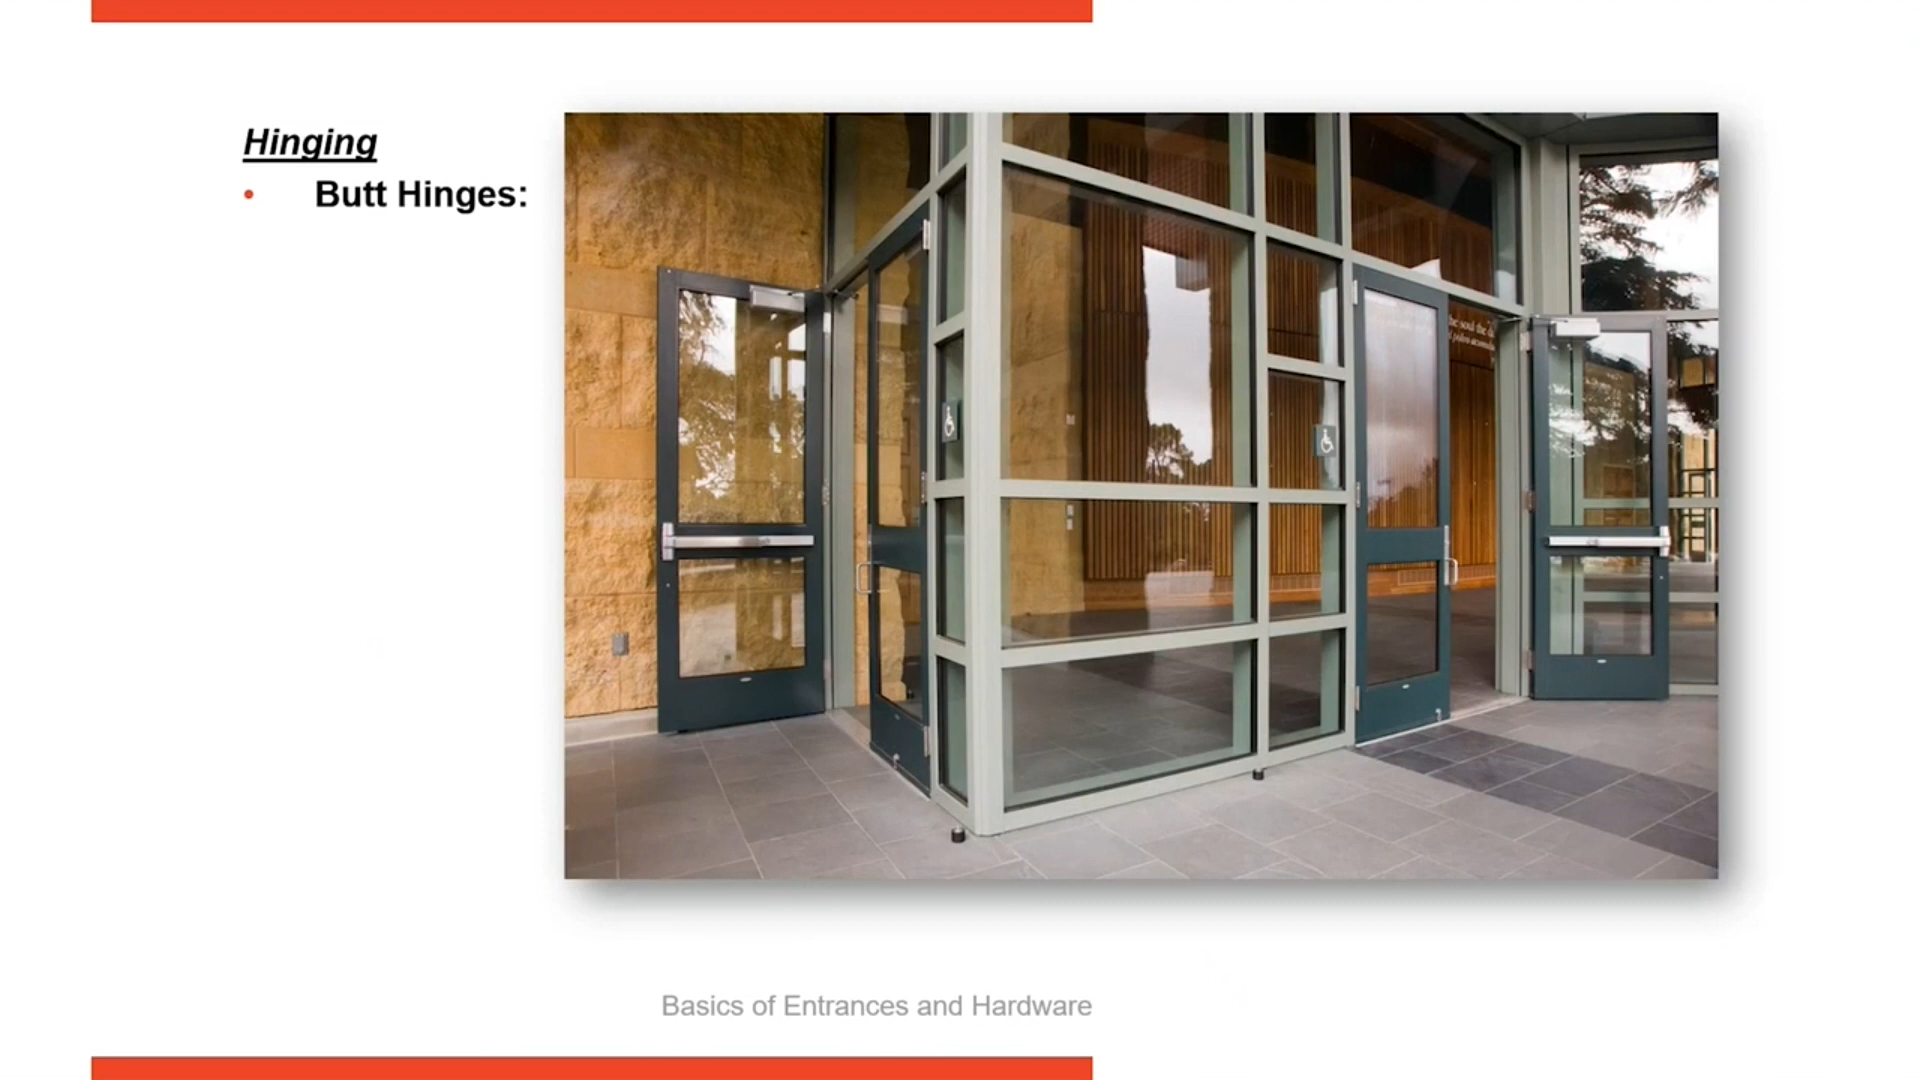 Hinging
• Butt Hinges:
Basics of Entrances and Hardware